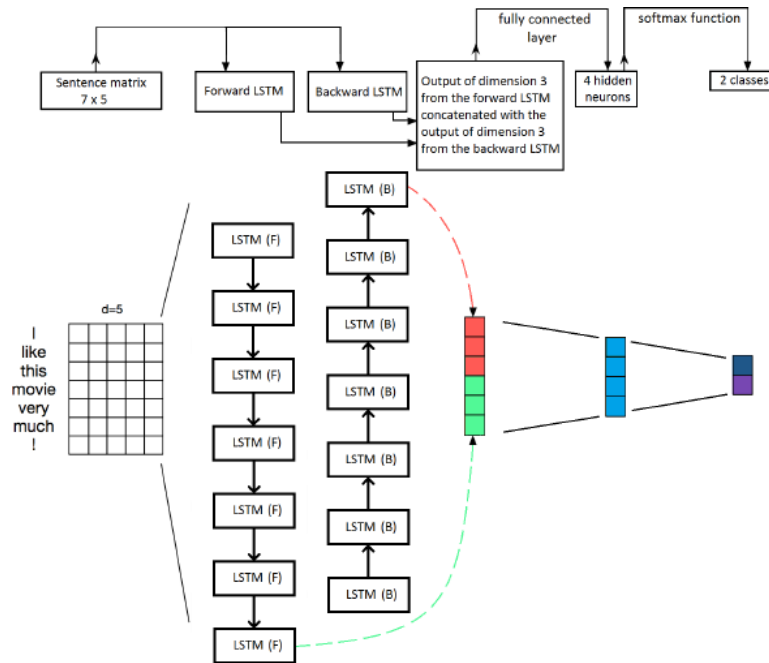 fully connected
layer
softmax function
Sentence matrix
7 x 5
Forward LSTM
Backward LSTM
Output of dimension 3
from the forward LSTM
concatenated with the
output of dimension 3
from the backward LSTM
4 hidden
neurons
2 classes
LSTM (B)
LSTM (F)
LSTM (B)
LSTM (F)
LSTM (B)
LSTM (F)
LSTM (B)
LSTM (F)
LSTM (B)
LSTM (F)
LSTM (B)
LSTM (F)
LSTM (B)
LSTM (F)
d=5
I
like
this
movie
very
much
!